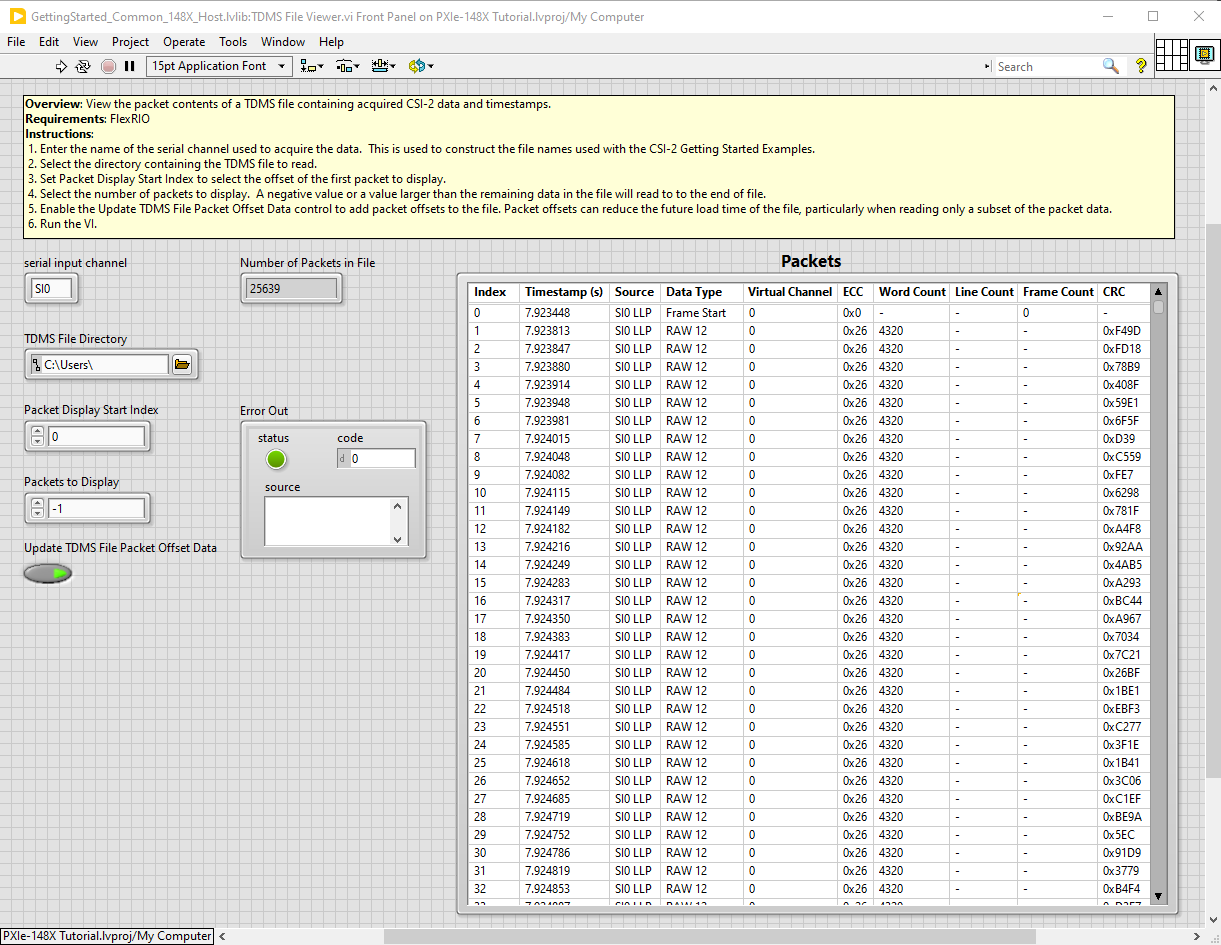 GettingStarted_Common_148X_Host.lvlib:TDMS File Viewer.vi Front Panel on PXIe-148X Tutorial.lvproj/My Computer
File Edit View Project Operate Tools Window Help
15pt Application Font Search ?
Overview: View the packet contents of a TDMS file containing acquired CSI-2 data and timestamps.
Requirements: FlexRIO
Instructions:
1. Enter the name of the serial channel used to acquire the data.  This is used to construct the file names used with the CSI-2 Getting Started Examples.
2. Select the directory containing the TDMS file to read.
3. Set Packet Display Start Index to select the offset of the first packet to display.
4. Select the number of packets to display.  A negative value or a value larger than the remaining data in the file will read to to the end of file.
5. Enable the Update TDMS File Packet Offset Data control to add packet offsets to the file. Packet offsets can reduce the future load time of the file, particularly when reading only a subset of the packet data.
6. Run the VI.
serial input channel
SI0
Number of Packets in File
25639
TDMS File Directory
C:\Users\
Packet Display Start Index
0
Packets to Display
-1
Update TDMS File Packet Offset Data
Error Out
status code
d 0
source
Packets
Index Timestamp (s) Source Data Type Virtual Channel ECC Word Count Line Count Frame Count CRC
0 7.923448 SI0 LLP Frame Start 0 0x0 - - 0 -
1 7.923813 SI0 LLP RAW 12 0 0x26 4320 - - 0xF49D
2 7.923847 SI0 LLP RAW 12 0 0x26 4320 - - 0xFD18
3 7.923880 SI0 LLP RAW 12 0 0x26 4320 - - 0x78B9
4 7.923914 SI0 LLP RAW 12 0 0x26 4320 - - 0x408F
5 7.923948 SI0 LLP RAW 12 0 0x26 4320 - - 0x59E1
6 7.923981 SI0 LLP RAW 12 0 0x26 4320 - - 0x6F5F
7 7.924015 SI0 LLP RAW 12 0 0x26 4320 - - 0xD39
8 7.924048 SI0 LLP RAW 12 0 0x26 4320 - - 0xC559
9 7.924082 SI0 LLP RAW 12 0 0x26 4320 - - 0xFE7
10 7.924115 SI0 LLP RAW 12 0 0x26 4320 - - 0x6298
11 7.924149 SI0 LLP RAW 12 0 0x26 4320 - - 0x781F
12 7.924182 SI0 LLP RAW 12 0 0x26 4320 - - 0xA4F8
13 7.924216 SI0 LLP RAW 12 0 0x26 4320 - - 0x92AA
14 7.924249 SI0 LLP RAW 12 0 0x26 4320 - - 0x4AB5
15 7.924283 SI0 LLP RAW 12 0 0x26 4320 - - 0xA293
16 7.924317 SI0 LLP RAW 12 0 0x26 4320 - - 0xBC44
17 7.924350 SI0 LLP RAW 12 0 0x26 4320 - - 0xA967
18 7.924383 SI0 LLP RAW 12 0 0x26 4320 - - 0x7034
19 7.924417 SI0 LLP RAW 12 0 0x26 4320 - - 0x7C21
20 7.924450 SI0 LLP RAW 12 0 0x26 4320 - - 0x26BF
21 7.924484 SI0 LLP RAW 12 0 0x26 4320 - - 0x1BE1
22 7.924518 SI0 LLP RAW 12 0 0x26 4320 - - 0xEBF3
23 7.924551 SI0 LLP RAW 12 0 0x26 4320 - - 0xC277
24 7.924585 SI0 LLP RAW 12 0 0x26 4320 - - 0x3F1E
25 7.924618 SI0 LLP RAW 12 0 0x26 4320 - - 0x1B41
26 7.924652 SI0 LLP RAW 12 0 0x26 4320 - - 0x3C06
27 7.924685 SI0 LLP RAW 12 0 0x26 4320 - - 0xC1EF
28 7.924719 SI0 LLP RAW 12 0 0x26 4320 - - 0xBE9A
29 7.924752 SI0 LLP RAW 12 0 0x26 4320 - - 0x5EC
30 7.924786 SI0 LLP RAW 12 0 0x26 4320 - - 0x91D9
31 7.924819 SI0 LLP RAW 12 0 0x26 4320 - - 0x3779
32 7.924853 SI0 LLP RAW 12 0 0x26 4320 - - 0xB4F4
PXIe-148X Tutorial.lvproj/My Computer